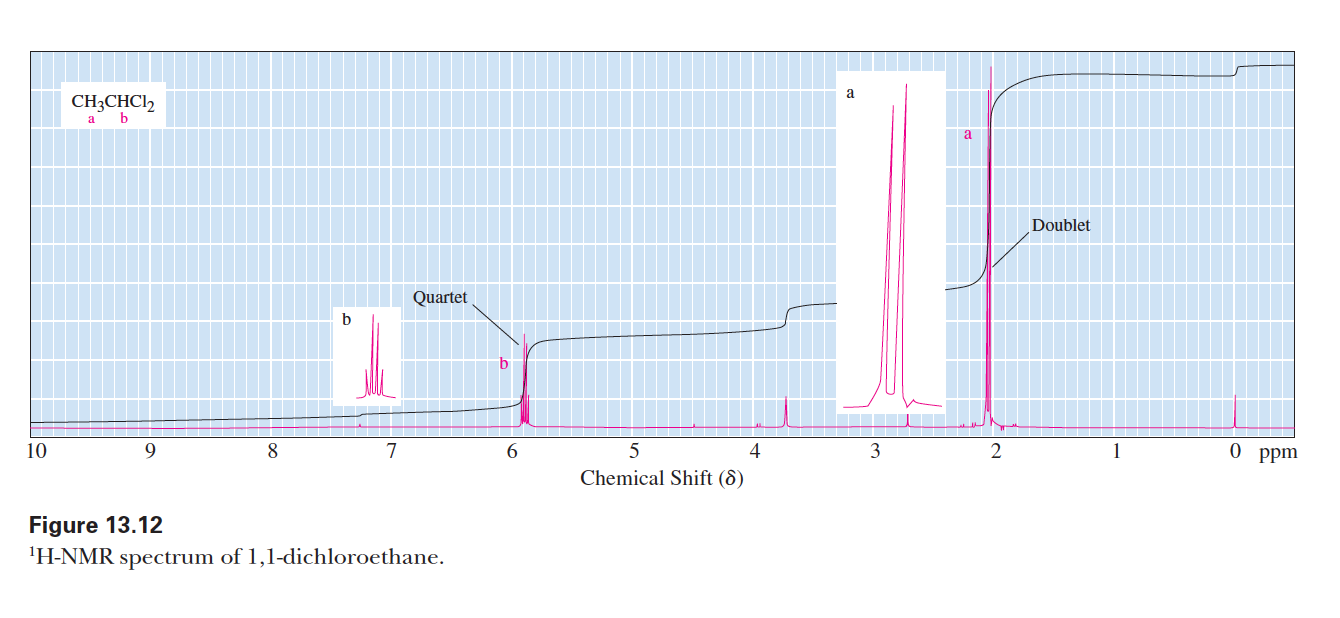 CH₃CHCl₂
a b
a
a
Doublet
Quartet
b
b
10 9 8 7 6 5 4 3 2 1 0 ppm
Chemical Shift (δ)
Figure 13.12
¹H-NMR spectrum of 1,1-dichloroethane.